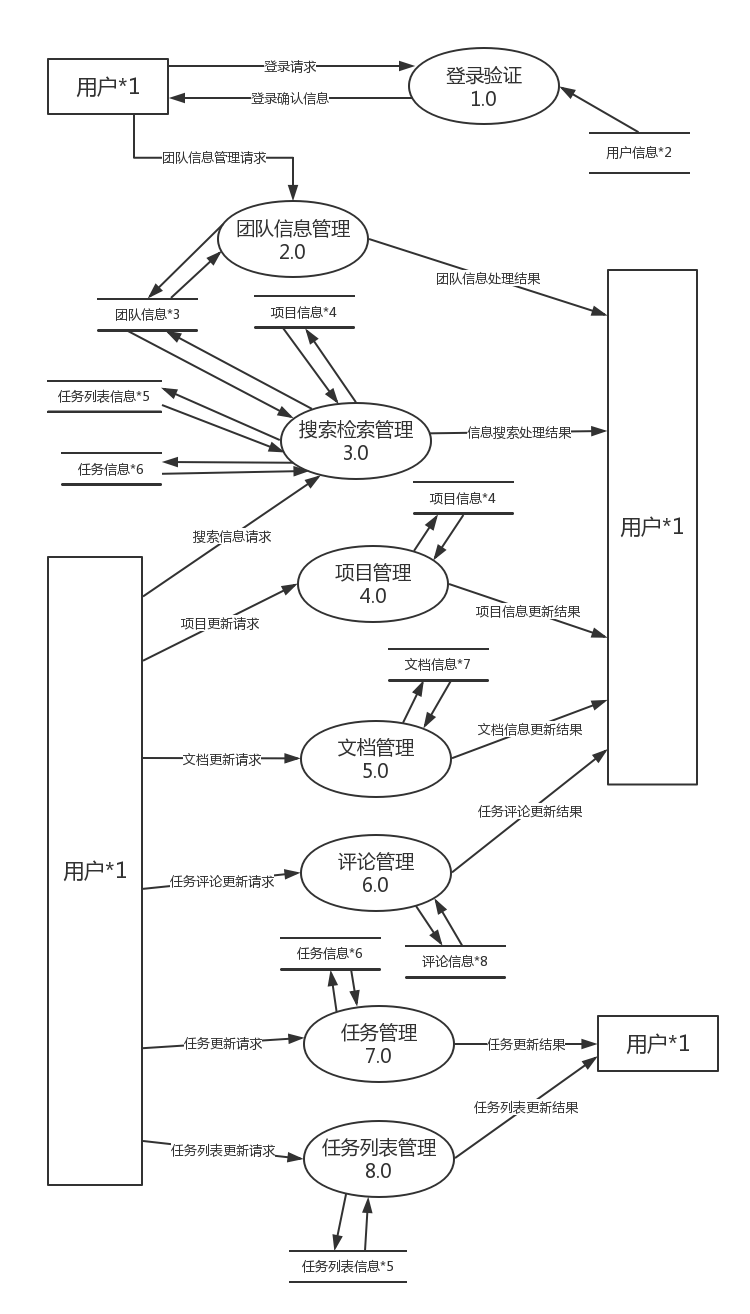 用户*1
登录请求
登录确认信息
登录验证
1.0
用户信息*2
团队信息管理请求
团队信息管理
2.0
团队信息处理结果
团队信息*3
项目信息*4
任务列表信息*5
搜索检索管理
3.0
信息搜索处理结果
任务信息*6
项目信息*4
搜索信息请求
用户*1
项目管理
4.0
项目更新请求
项目信息更新结果
文档信息*7
文档管理
5.0
文档更新请求
文档信息更新结果
任务评论更新结果
用户*1
评论管理
6.0
任务评论更新请求
任务信息*6
评论信息*8
任务管理
7.0
任务更新请求
任务更新结果
用户*1
任务列表更新结果
任务列表更新请求
任务列表管理
8.0
任务列表信息*5